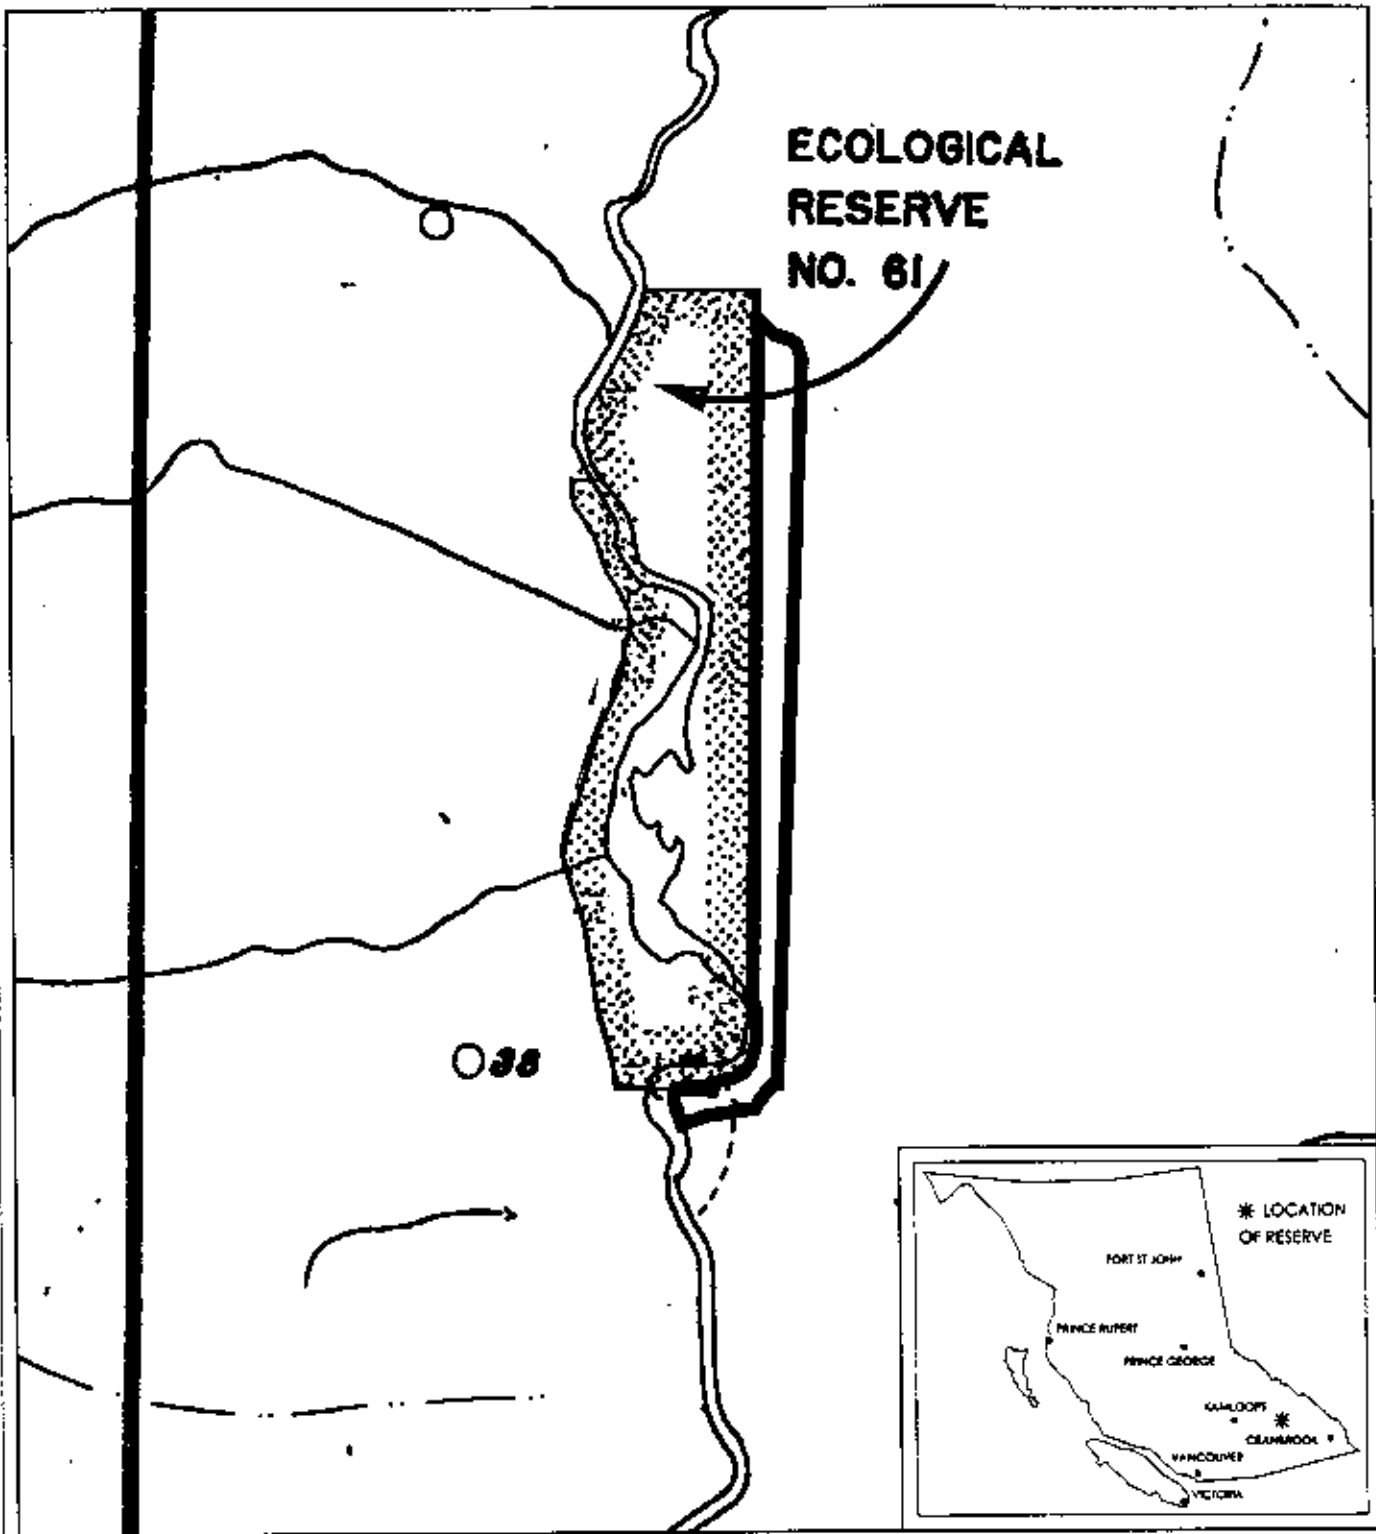 ECOLOGICAL
RESERVE
NO. 61
38
✳ LOCATION
OF RESERVE
FORT ST JOHN
PRINCE RUPERT
PRINCE GEORGE
KAMLOOPS
CRANBROOK
VANCOUVER
VICTORIA